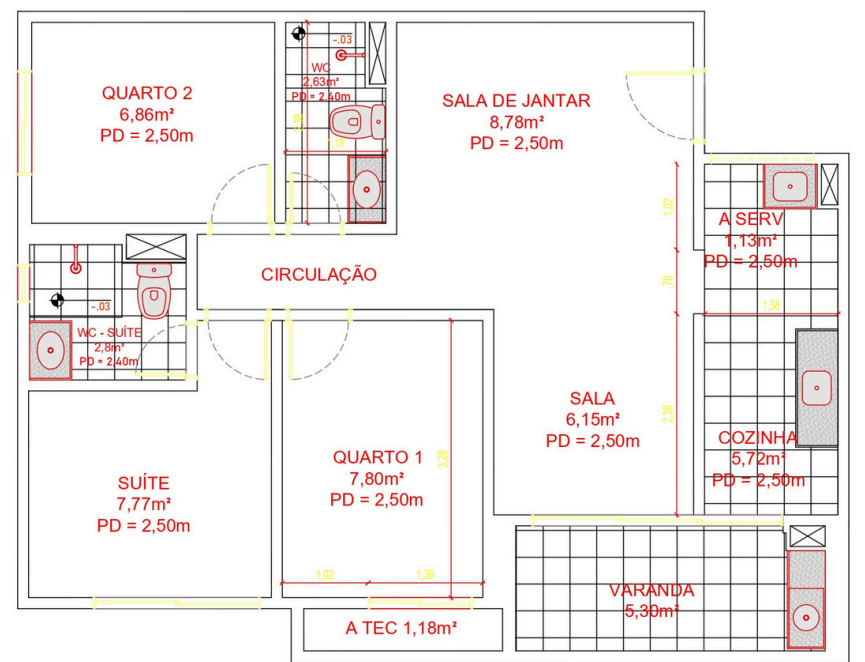 QUARTO 2
6,86m²
PD = 2,50m
-.03
WC
2,63m²
PD = 2,40m
1,19
SALA DE JANTAR
8,78m²
PD = 2,50m
1,02
A SERV
1,13m²
PD = 2,50m
CIRCULAÇÃO
,76
1,58
-.03
WC - SUÍTE
2,8m²
PD = 2,40m
SALA
6,15m²
PD = 2,50m
2,38
COZINHA
5,72m²
PD = 2,50m
QUARTO 1
7,80m²
PD = 2,50m
3,28
SUÍTE
7,77m²
PD = 2,50m
1,02
1,36
VARANDA
5,30m²
A TEC 1,18m²